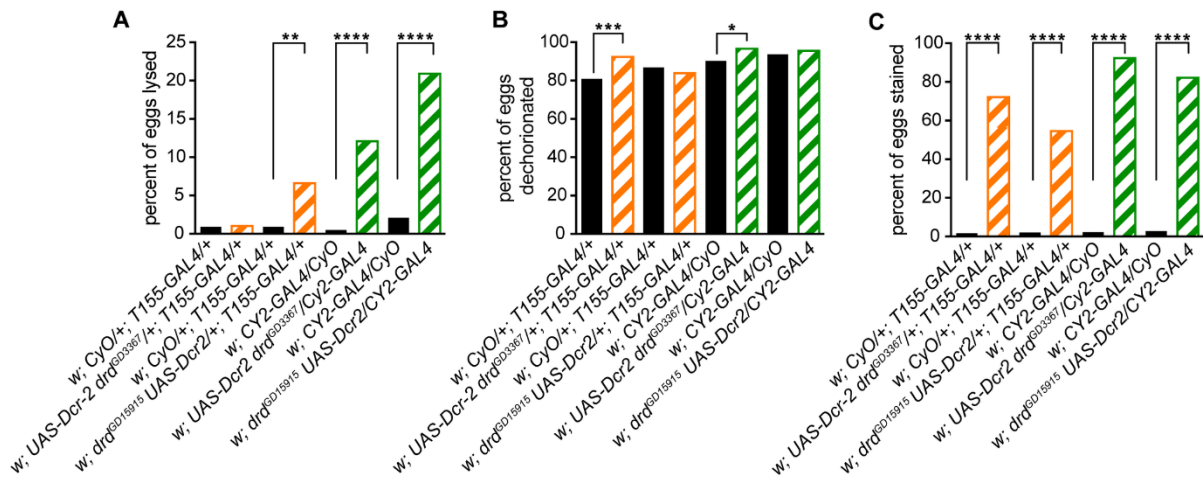 A
percent of eggs lysed
25
20
15
10
5
0
**
****
****
w; CyO/+; T155-GAL4/+
w; UAS-Dcr-2 drdGD3367/+; T155-GAL4/+
w; CyO/+; T155-GAL4/+
w; drdGD15915 UAS-Dcr2/+; T155-GAL4/+
w; CY2-GAL4/CyO
w; UAS-Dcr2 drdGD3367/Cy2-GAL4
w; CY2-GAL4/CyO
w; drdGD15915 UAS-Dcr2/CY2-GAL4
B
percent of eggs
dechorionated
100
80
60
40
20
0
***
*
w; CyO/+; T155-GAL4/+
w; UAS-Dcr-2 drdGD3367/+; T155-GAL4/+
w; CyO/+; T155-GAL4/+
w; drdGD15915 UAS-Dcr2/+; T155-GAL4/+
w; CY2-GAL4/CyO
w; UAS-Dcr2 drdGD3367/Cy2-GAL4
w; CY2-GAL4/CyO
w; drdGD15915 UAS-Dcr2/CY2-GAL4
C
percent of eggs stained
100
80
60
40
20
0
****
****
****
****
w; CyO/+; T155-GAL4/+
w; UAS-Dcr-2 drdGD3367/+; T155-GAL4/+
w; CyO/+; T155-GAL4/+
w; drdGD15915 UAS-Dcr2/+; T155-GAL4/+
w; CY2-GAL4/CyO
w; UAS-Dcr2 drdGD3367/Cy2-GAL4
w; CY2-GAL4/CyO
w; drdGD15915 UAS-Dcr2/CY2-GAL4